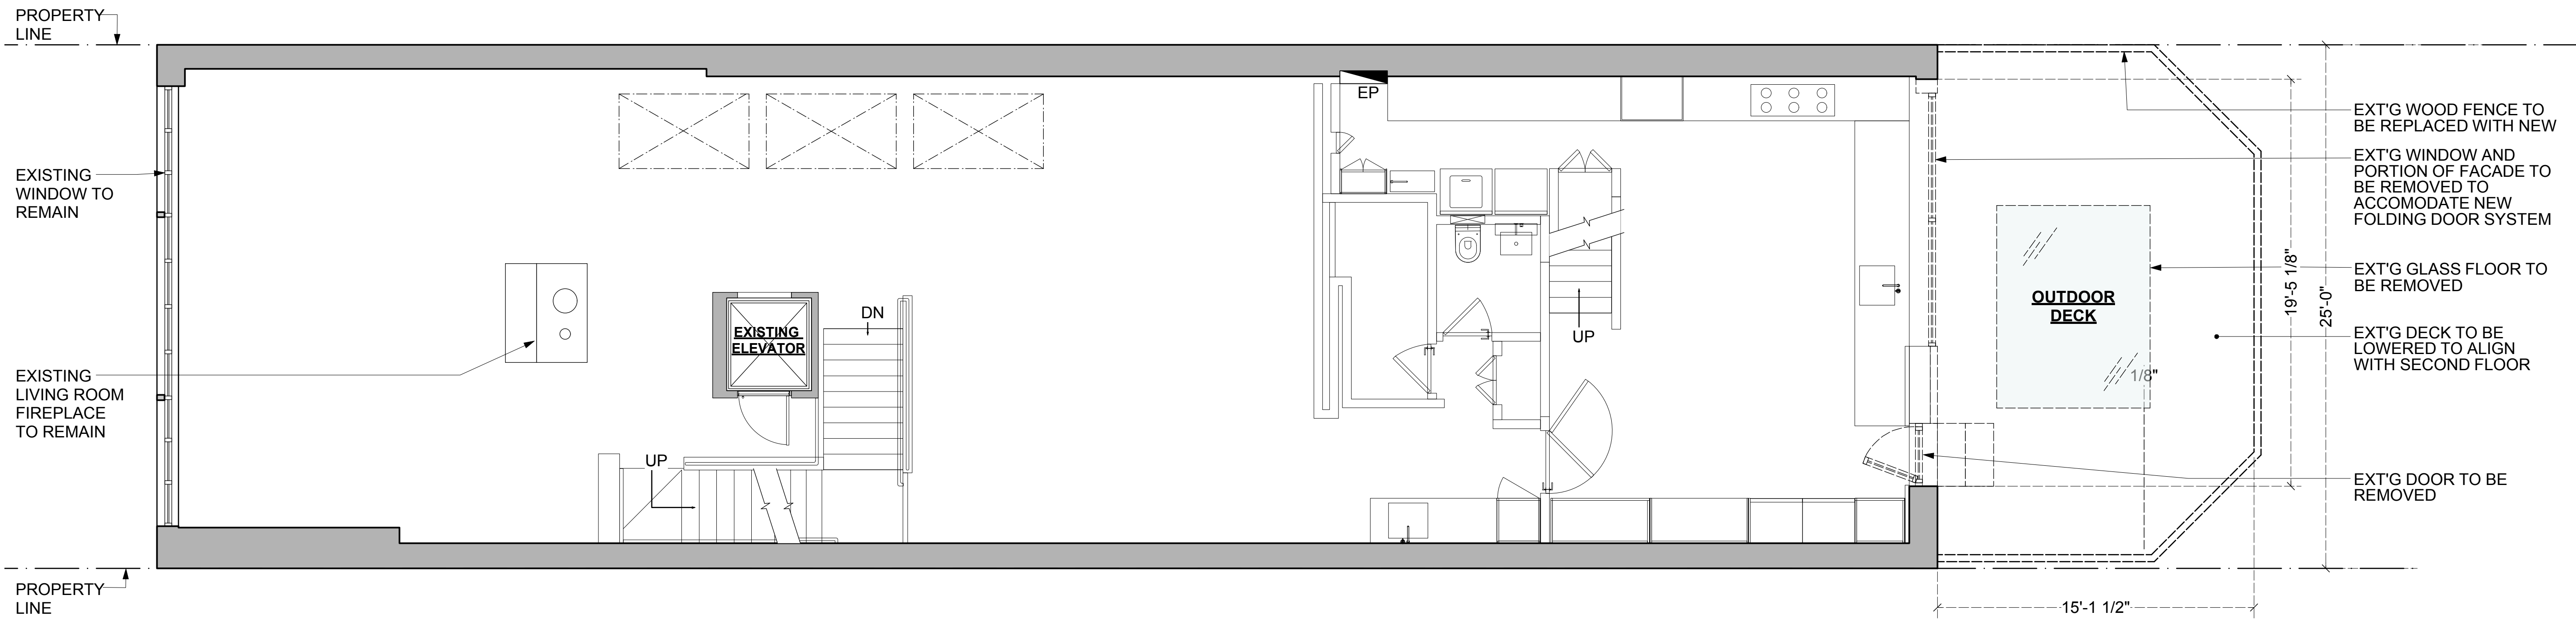 PROPERTY
LINE
EXISTING
WINDOW TO
REMAIN
EXISTING
LIVING ROOM
FIREPLACE
TO REMAIN
PROPERTY
LINE
EP
EXISTING
ELEVATOR
DN
UP
UP
OUTDOOR
DECK
1/8"
19'-5 1/8"
25'-0"
15'-1 1/2"
EXT'G WOOD FENCE TO
BE REPLACED WITH NEW
EXT'G WINDOW AND
PORTION OF FACADE TO
BE REMOVED TO
ACCOMODATE NEW
FOLDING DOOR SYSTEM
EXT'G GLASS FLOOR TO
BE REMOVED
EXT'G DECK TO BE
LOWERED TO ALIGN
WITH SECOND FLOOR
EXT'G DOOR TO BE
REMOVED